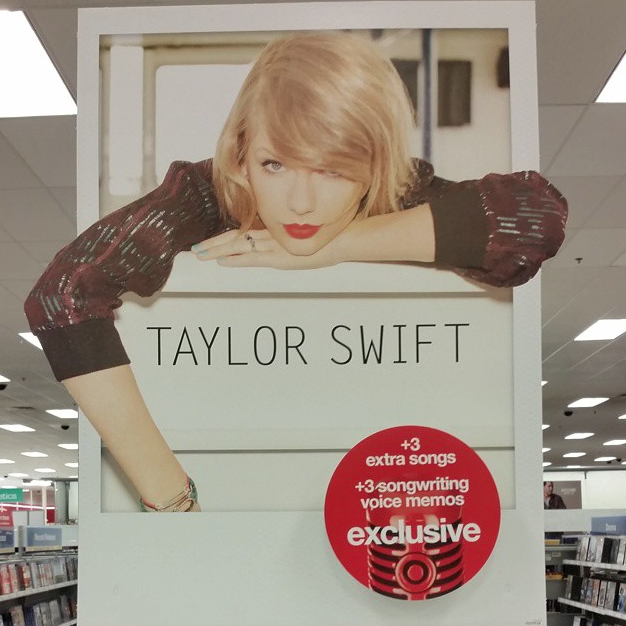 TAYLOR SWIFT
+3
extra songs
+3 songwriting
voice memos
exclusive